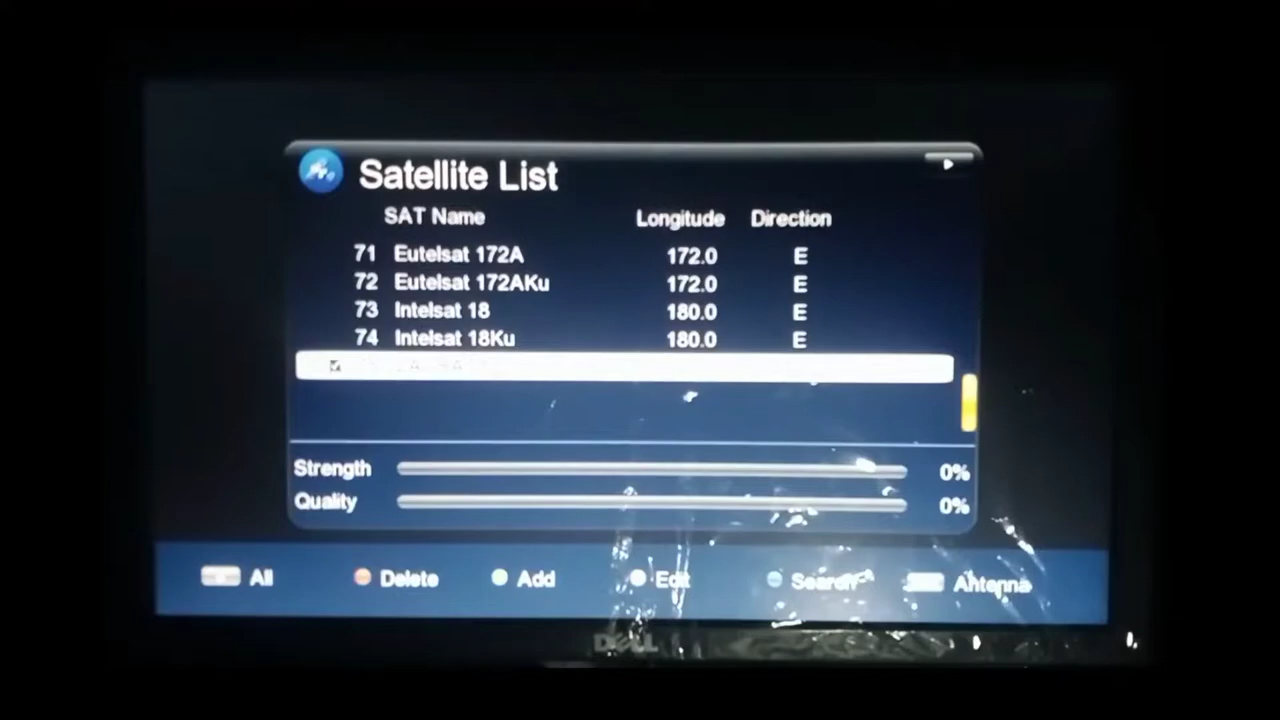 Satellite List
SAT Name Longitude Direction
71 Eutelsat 172A 172.0 E
72 Eutelsat 172AKu 172.0 E
73 Intelsat 18 180.0 E
74 Intelsat 18Ku 180.0 E
Strength 0%
Quality 0%
All Delete Add Edit Search Antenna
DELL